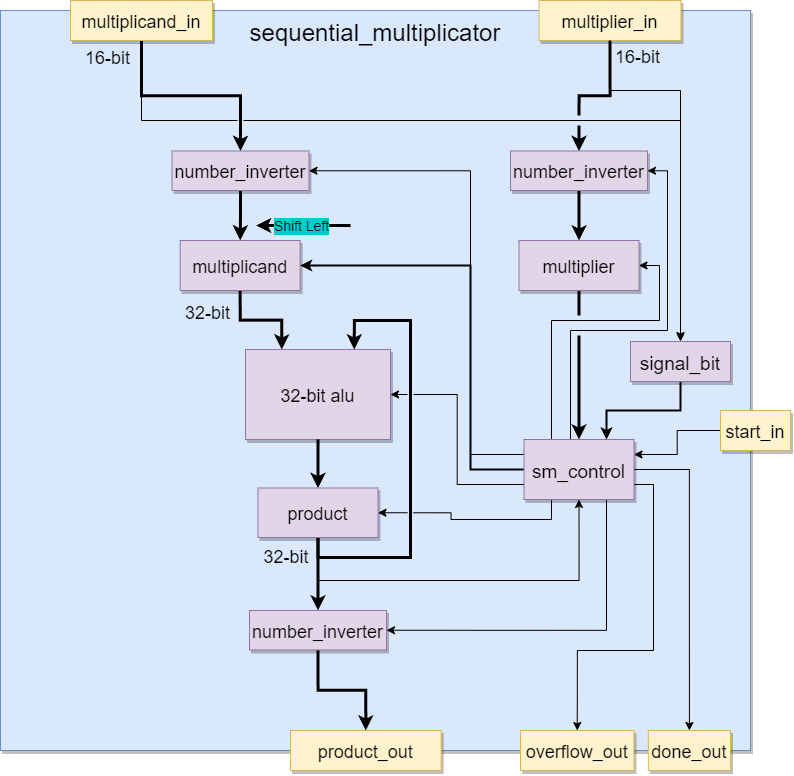 multiplicand_in
multiplier_in
sequential_multiplicator
16-bit
16-bit
number_inverter
number_inverter
Shift Left
multiplicand
multiplier
32-bit
signal_bit
32-bit alu
start_in
sm_control
product
32-bit
number_inverter
product_out
overflow_out
done_out